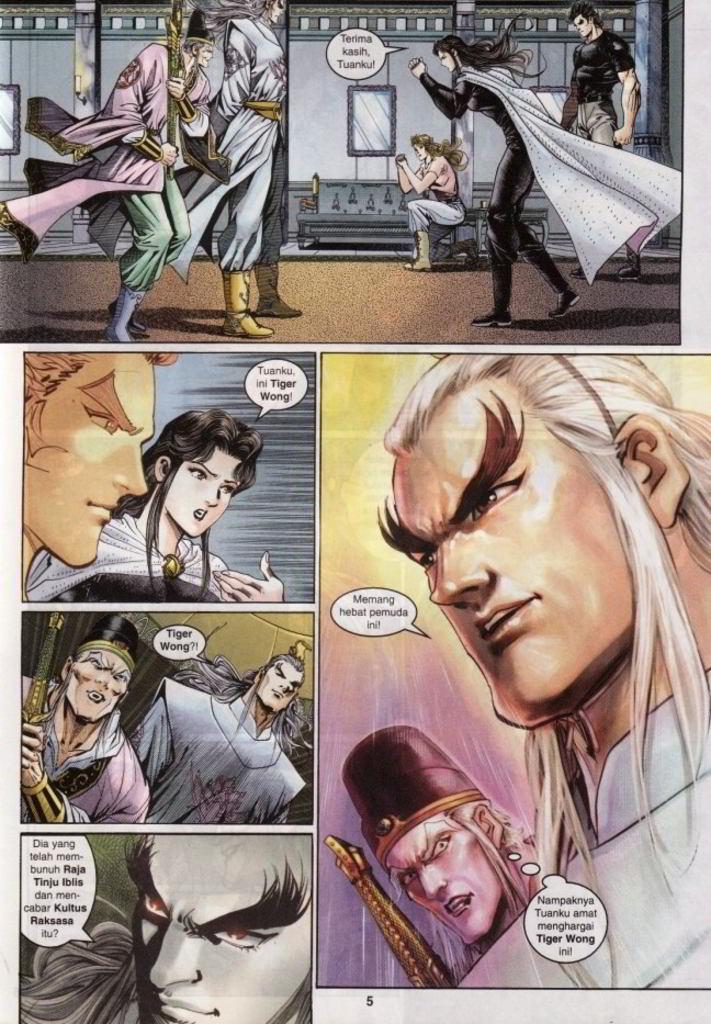 Terima
kasih,
Tuanku!
Tuanku,
ini Tiger
Wong!
Tiger
Wong?!
Dia yang
telah mem-
bunuh Raja
Tinju Iblis
dan men-
cabar Kultus
Raksasa
itu?
Memang
hebat pemuda
ini!
Nampaknya
Tuanku amat
menghargai
Tiger Wong
ini!
5